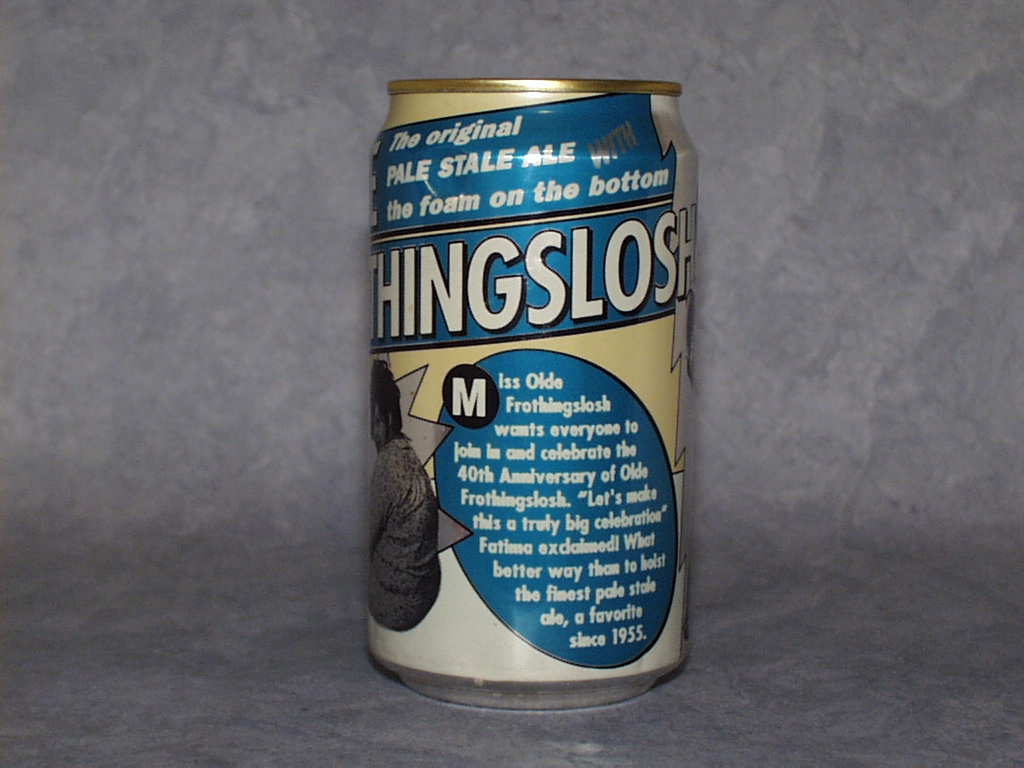 The original
PALE STALE ALE WITH
the foam on the bottom
THINGSLOSH
Miss Olde
Frothingslosh
wants everyone to
join in and celebrate the
40th Anniversary of Olde
Frothingslosh. "Let's make
this a truly big celebration"
Fatima exclaimed! What
better way than to hoist
the finest pale stale
ale, a favorite
since 1955.